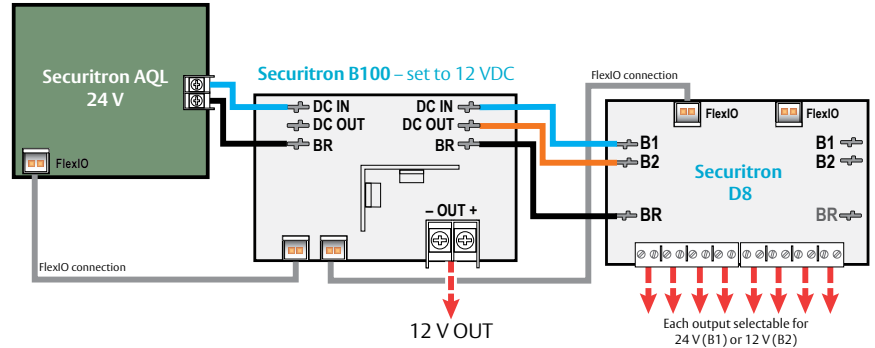 Securitron AQL
24 V
FlexIO
FlexIO connection
Securitron B100 – set to 12 VDC
DC IN
DC OUT
BR
DC IN
DC OUT
BR
– OUT +
12 V OUT
FlexIO connection
FlexIO
FlexIO
B1
B2
BR
Securitron
D8
B1
B2
BR
Each output selectable for
24 V (B1) or 12 V (B2)